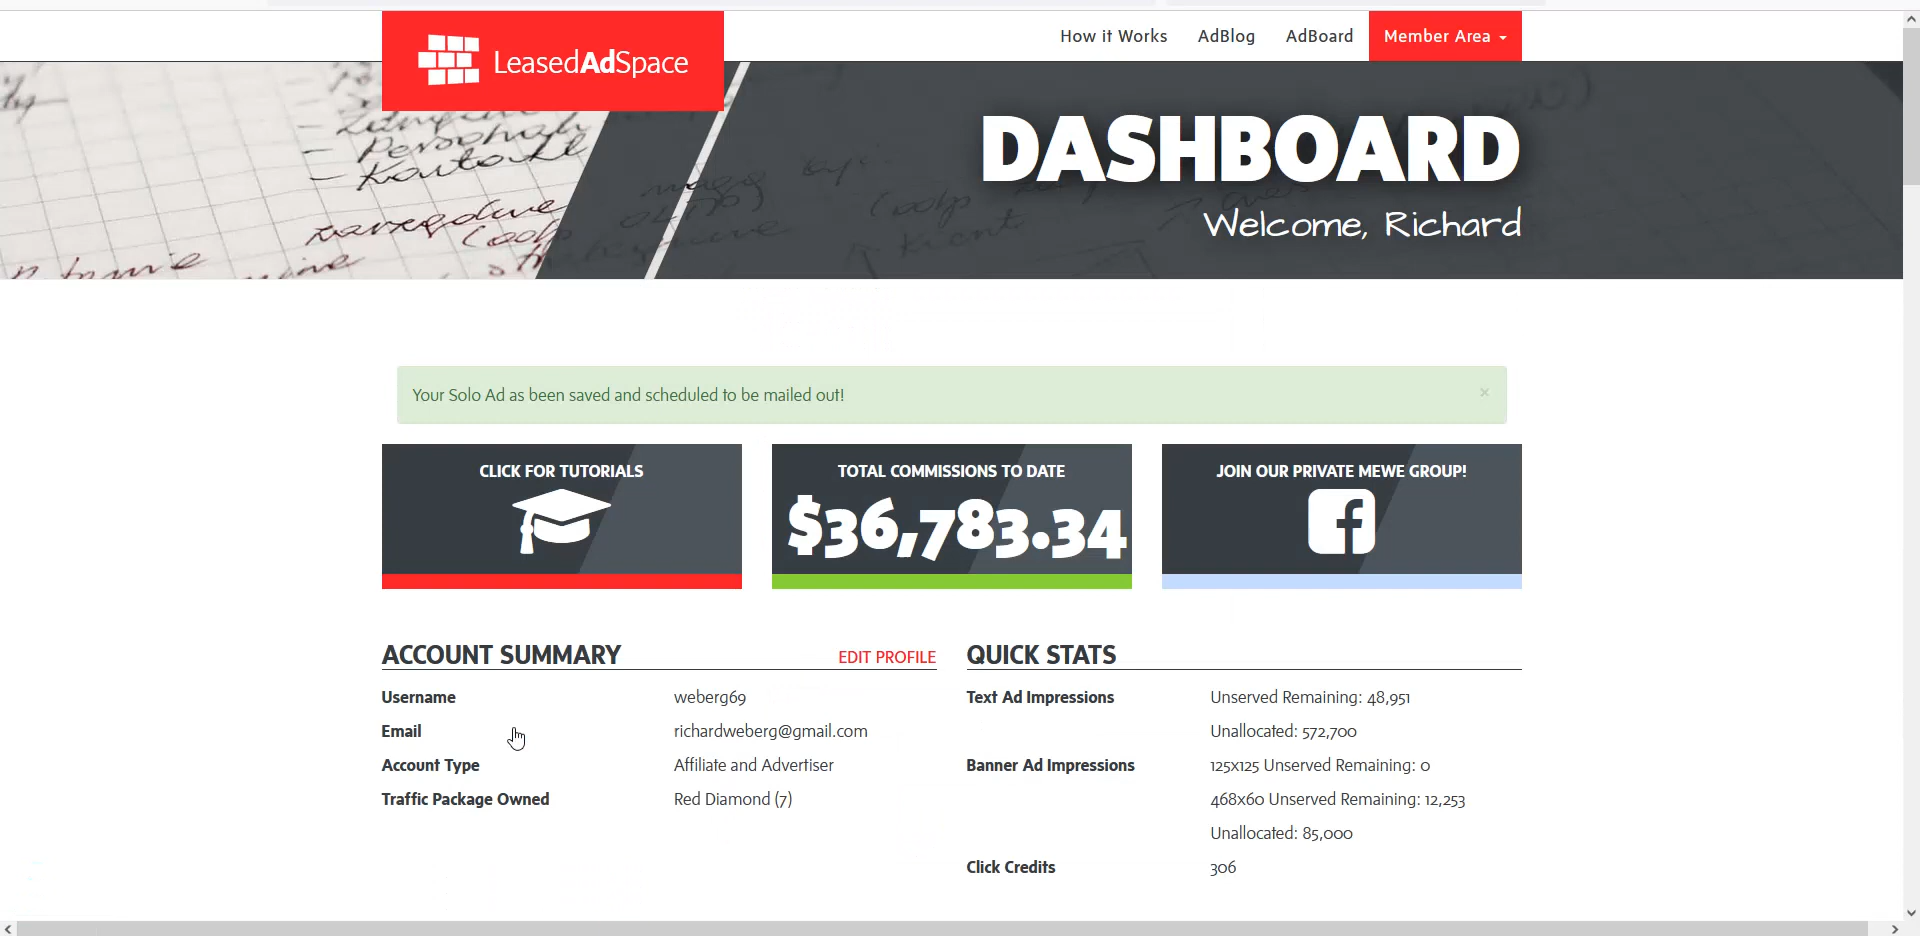 How it Works AdBlog AdBoard Member Area
LeasedAdSpace
DASHBOARD
Welcome, Richard
Your Solo Ad as been saved and scheduled to be mailed out!
×
CLICK FOR TUTORIALS
TOTAL COMMISSIONS TO DATE
$36,783.34
JOIN OUR PRIVATE MEWE GROUP!
ACCOUNT SUMMARY EDIT PROFILE
Username weberg69
Email richardweberg@gmail.com
Account Type Affiliate and Advertiser
Traffic Package Owned Red Diamond (7)
QUICK STATS
Text Ad Impressions Unserved Remaining: 48,951
Unallocated: 572,700
Banner Ad Impressions 125x125 Unserved Remaining: 0
468x60 Unserved Remaining: 12,253
Unallocated: 85,000
Click Credits 306